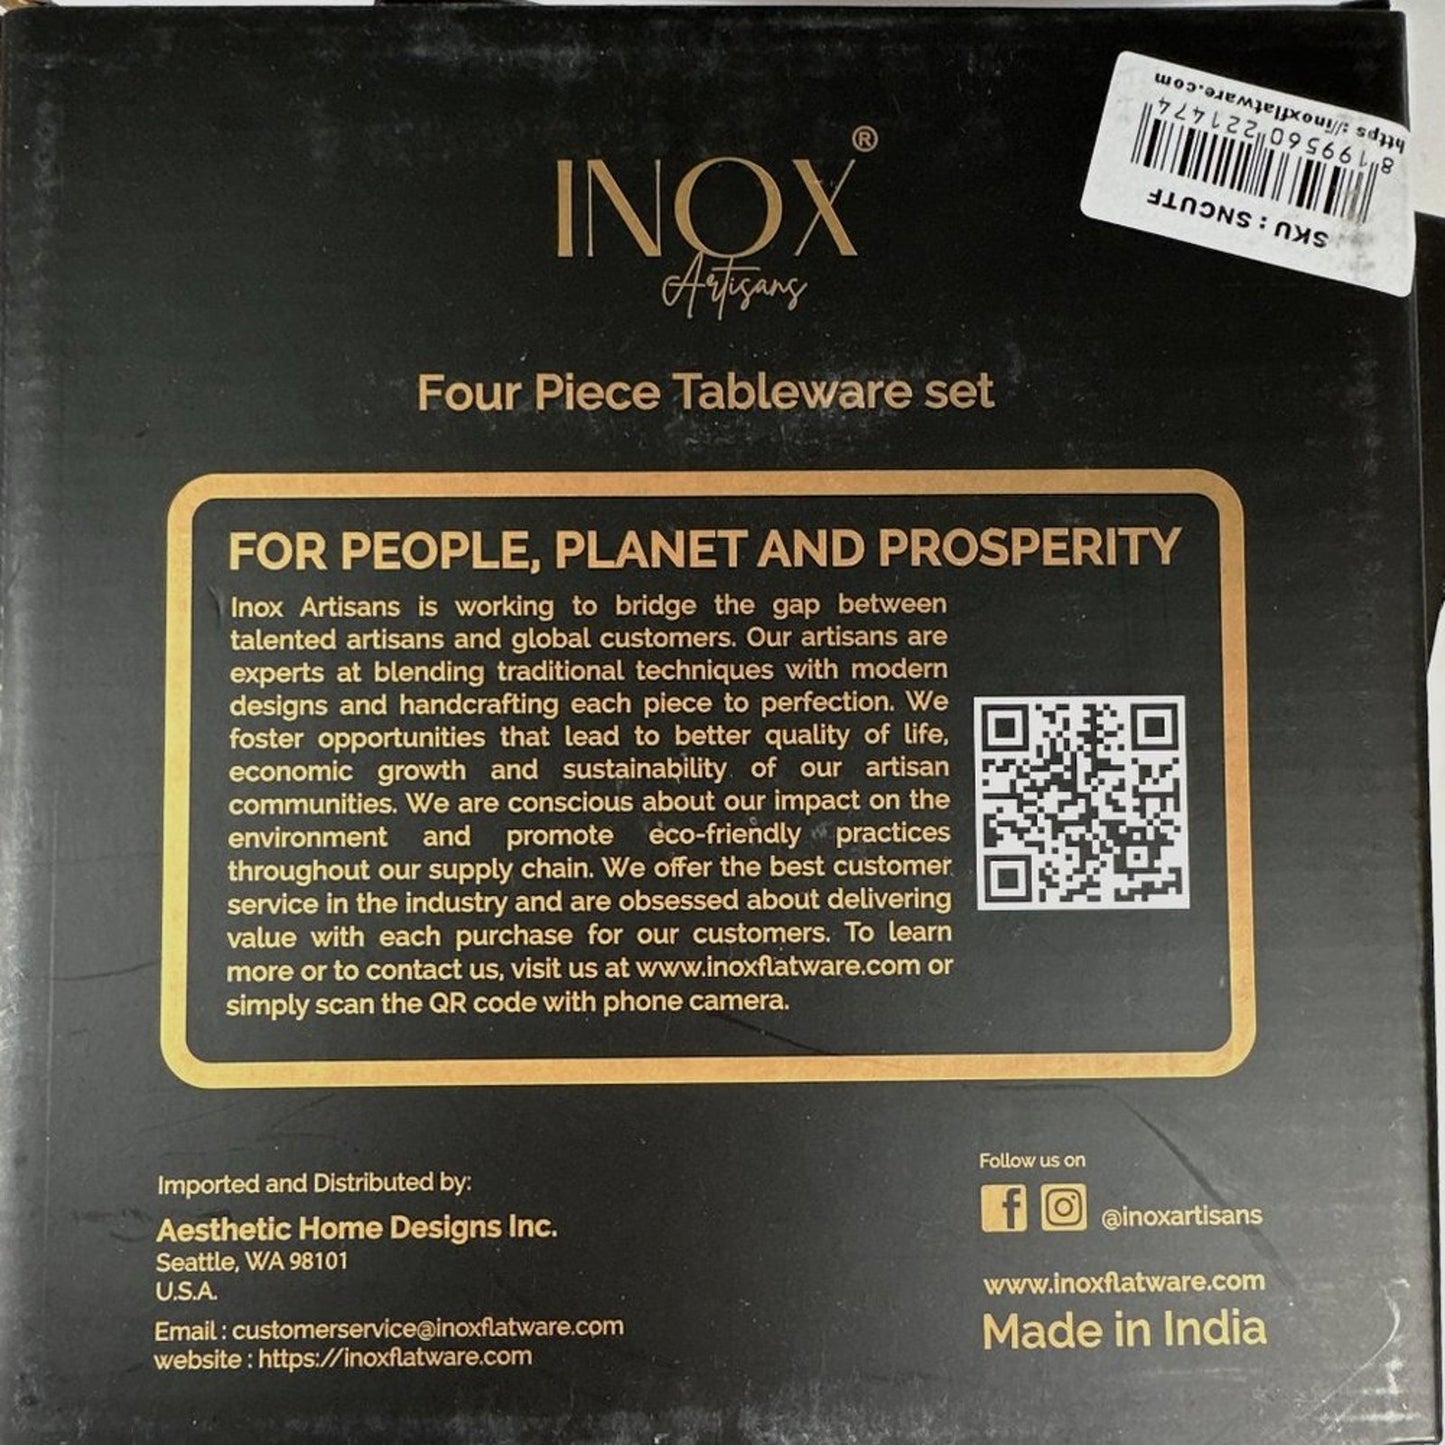 INOX®
Artisans
Four Piece Tableware set
FOR PEOPLE, PLANET AND PROSPERITY
Inox Artisans is working to bridge the gap between
talented artisans and global customers. Our artisans are
experts at blending traditional techniques with modern
designs and handcrafting each piece to perfection. We
foster opportunities that lead to better quality of life,
economic growth and sustainability of our artisan
communities. We are conscious about our impact on the
environment and promote eco-friendly practices
throughout our supply chain. We offer the best customer
service in the industry and are obsessed about delivering
value with each purchase for our customers. To learn
more or to contact us, visit us at www.inoxflatware.com or
simply scan the QR code with phone camera.
Imported and Distributed by:
Aesthetic Home Designs Inc.
Seattle, WA 98101
U.S.A.
Email : customerservice@inoxflatware.com
website : https://inoxflatware.com
Follow us on
@inoxartisans
www.inoxflatware.com
Made in India
SKU : SNCUTF
8 199560 221474
https ://inoxflatware.com